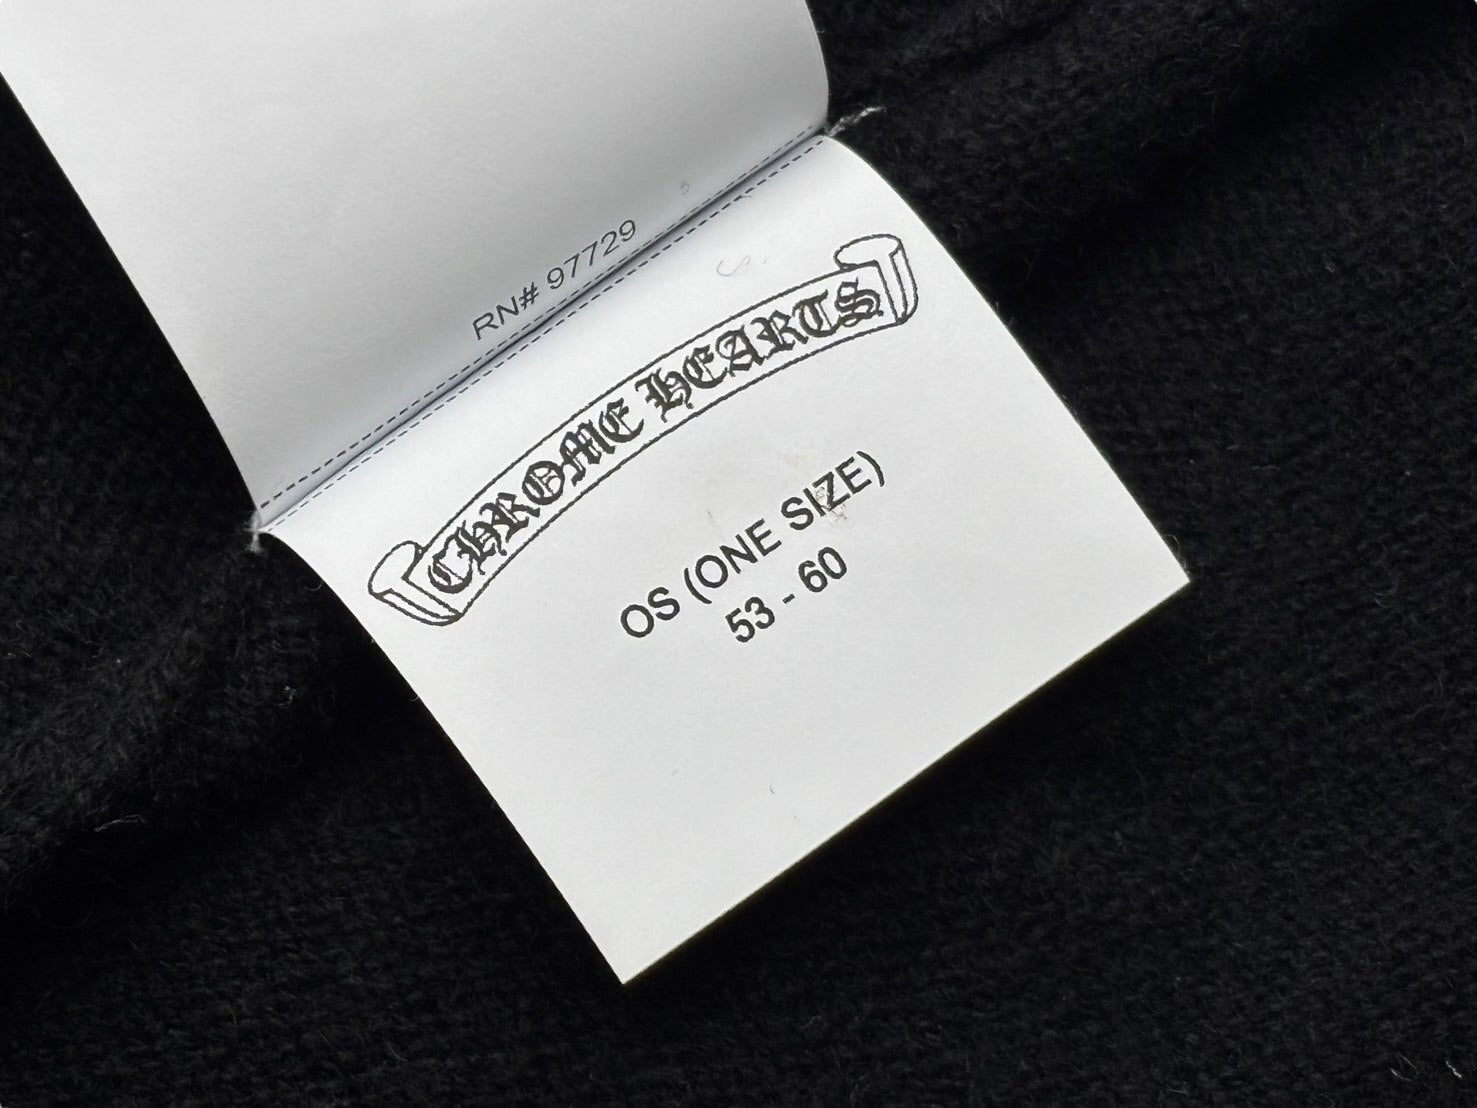 RN# 97729
CHROME HEARTS
OS (ONE SIZE)
53 - 60